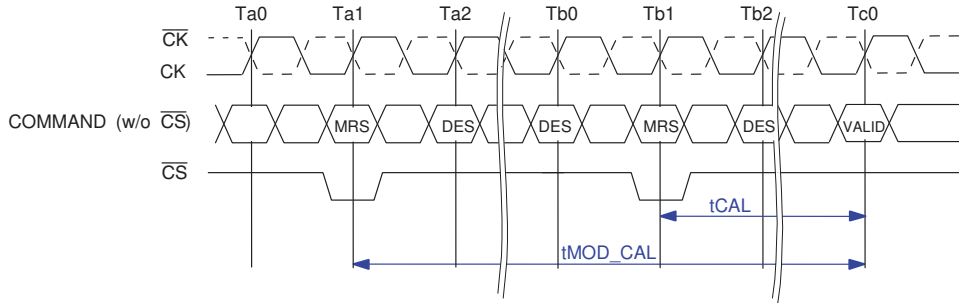 Ta0 Ta1 Ta2 Tb0 Tb1 Tb2 Tc0
CK
CK
COMMAND (w/o CS) MRS DES DES MRS DES VALID
CS
tCAL
tMOD_CAL